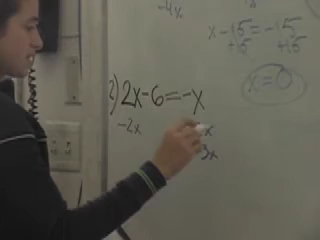 -4x
x-15=-15
+15 +15
x=0
2) 2x-6=-x
-2x